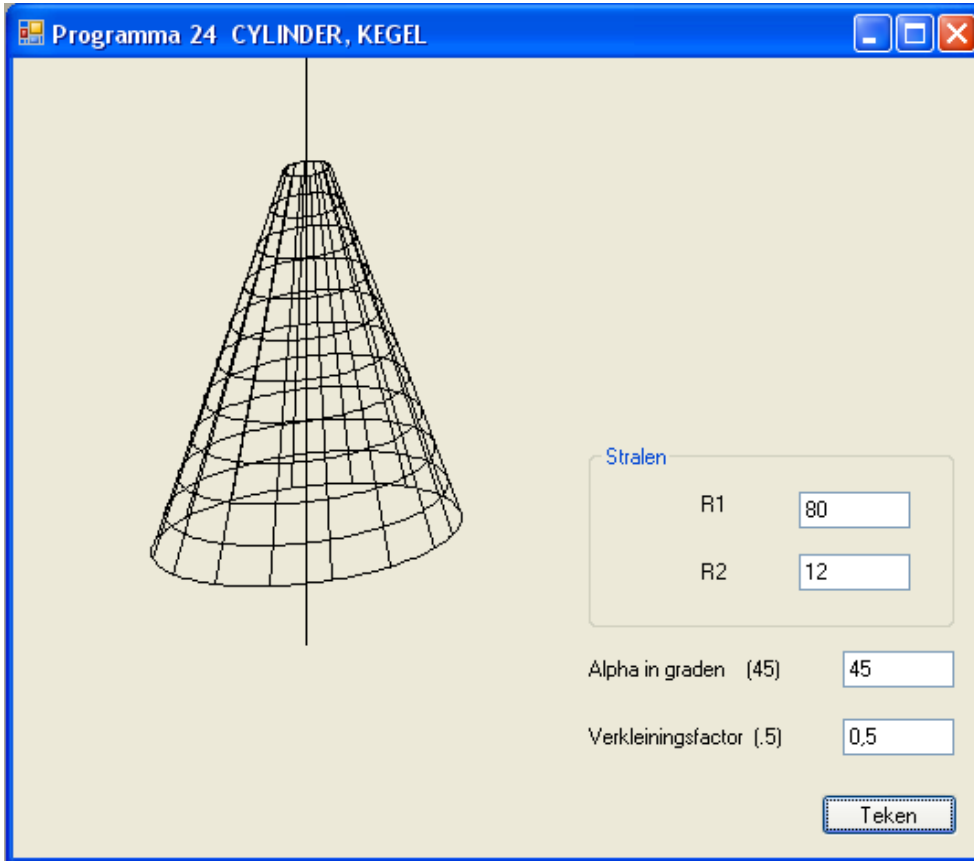 Programma 24 CYLINDER, KEGEL
Stralen
R1 80
R2 12
Alpha in graden (45) 45
Verkleiningsfactor (.5) 0,5
Teken